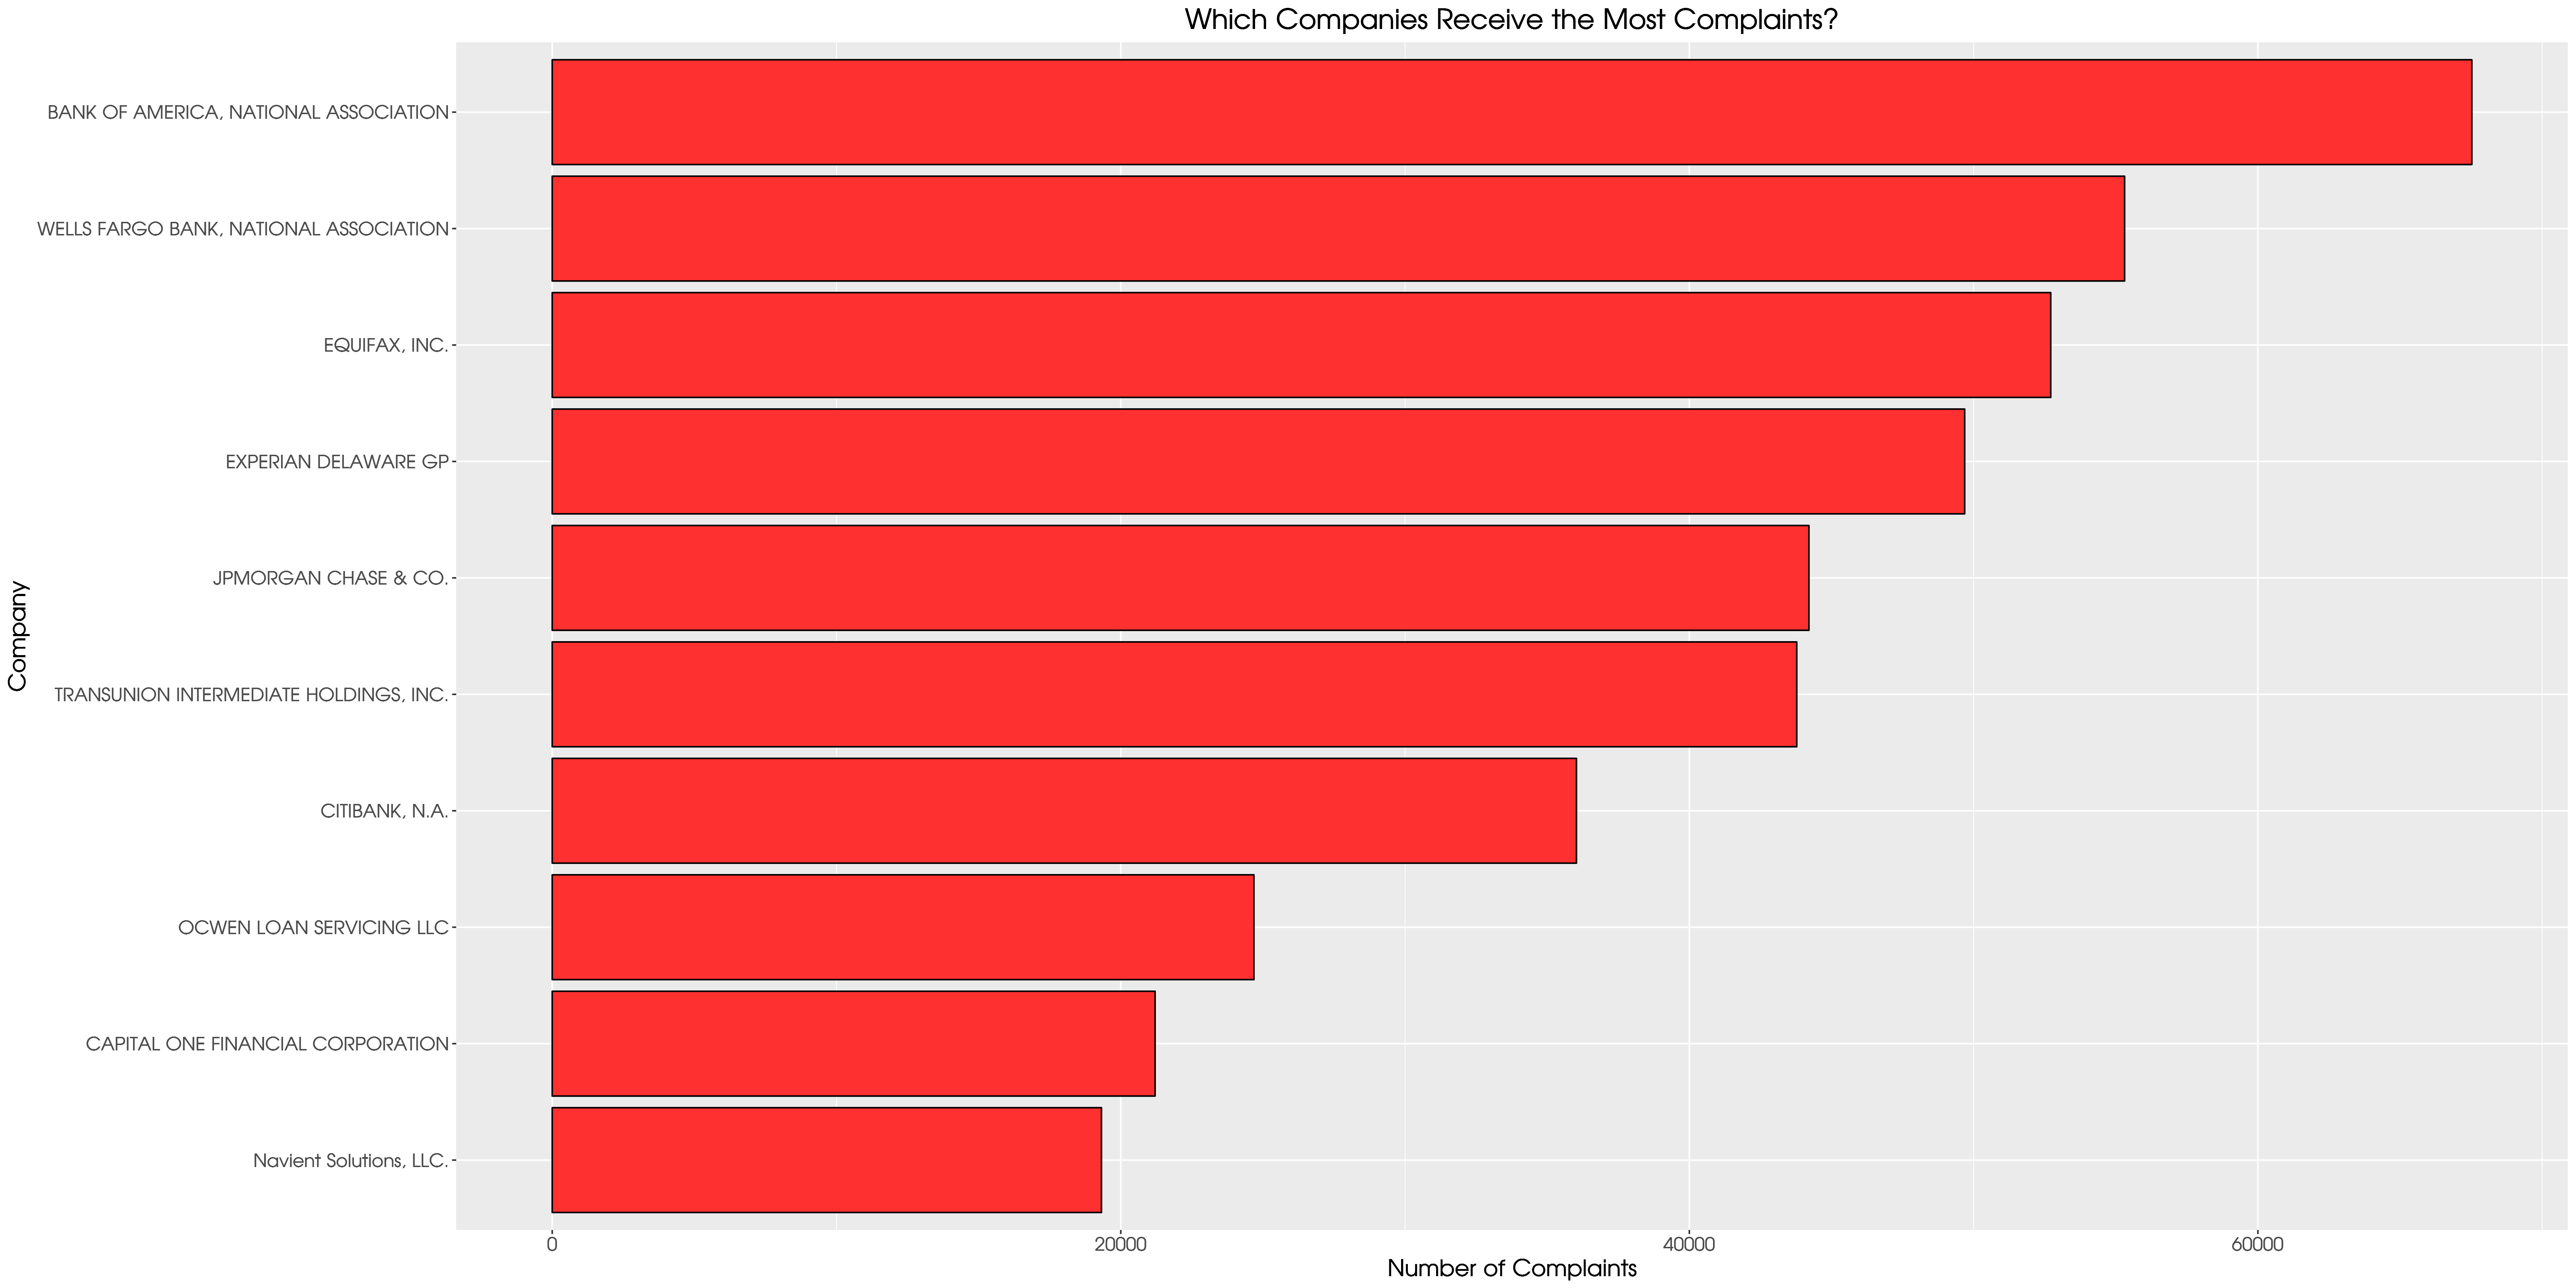 Which Companies Receive the Most Complaints?
BANK OF AMERICA, NATIONAL ASSOCIATION
WELLS FARGO BANK, NATIONAL ASSOCIATION
EQUIFAX, INC.
EXPERIAN DELAWARE GP
JPMORGAN CHASE & CO.
TRANSUNION INTERMEDIATE HOLDINGS, INC.
CITIBANK, N.A.
OCWEN LOAN SERVICING LLC
CAPITAL ONE FINANCIAL CORPORATION
Navient Solutions, LLC.
Company
0 20000 40000 60000
Number of Complaints